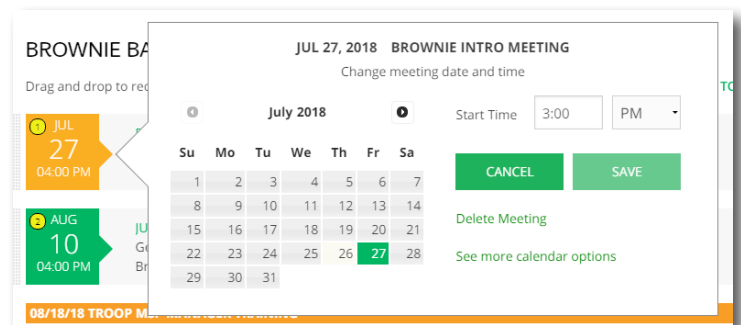 BROWNIE BA
Drag and drop to rec
TO
1 JUL
27
04:00 PM
2 AUG
10
04:00 PM
JU
Ge
Br
08/18/18 TROOP M
JUL 27, 2018 BROWNIE INTRO MEETING
Change meeting date and time
July 2018
Su Mo Tu We Th Fr Sa
1 2 3 4 5 6 7
8 9 10 11 12 13 14
15 16 17 18 19 20 21
22 23 24 25 26 27 28
29 30 31
Start Time 3:00 PM
CANCEL SAVE
Delete Meeting
See more calendar options